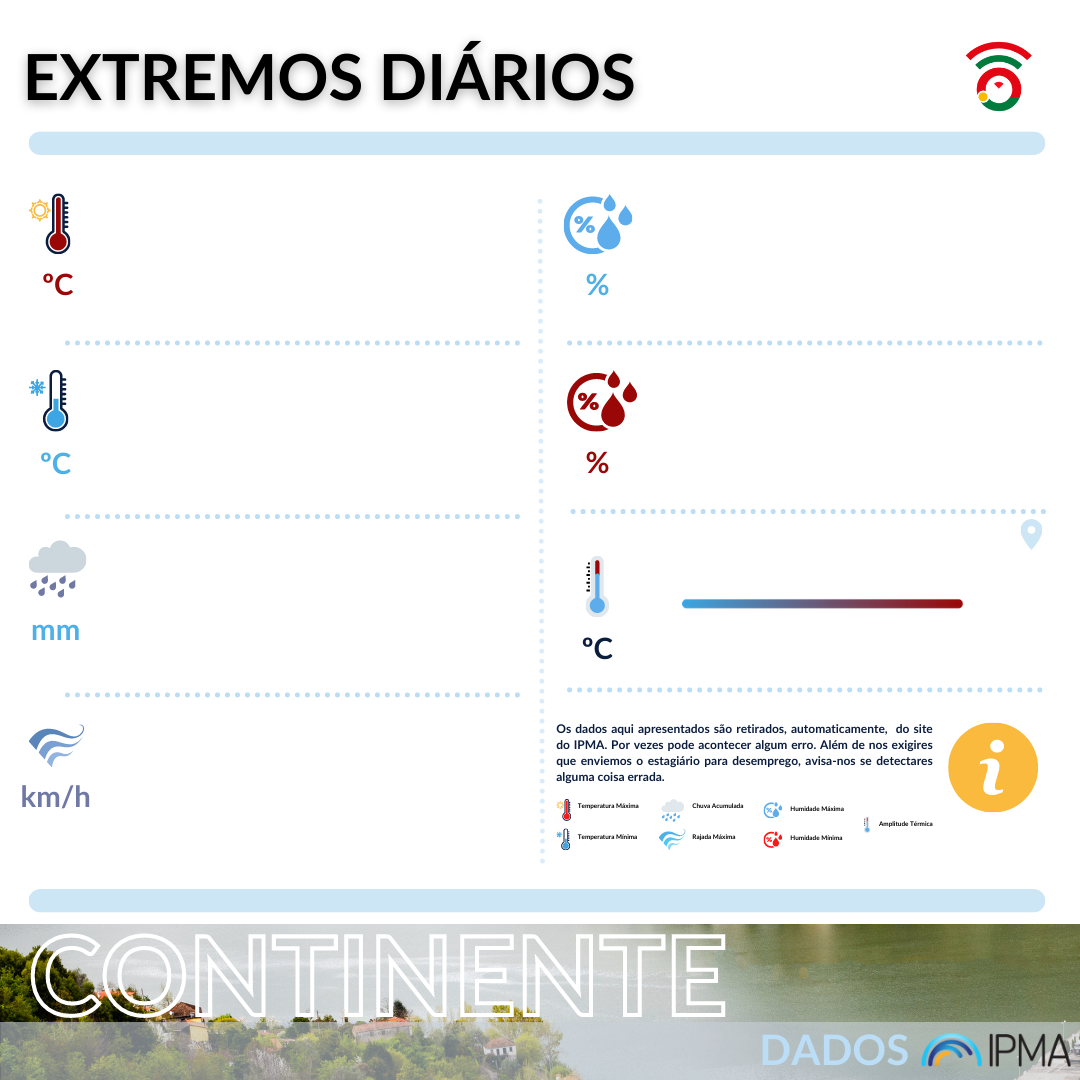 EXTREMOS DIÁRIOS
%
ºC
%
%
ºC
%
mm
ºC
km/h
Os dados aqui apresentados são retirados, automaticamente, do site
do IPMA. Por vezes pode acontecer algum erro. Além de nos exigires
que enviemos o estagiário para desemprego, avisa-nos se detectares
alguma coisa errada.
Temperatura Máxima
Chuva Acumulada
% Humidade Máxima
Amplitude Térmica
Temperatura Mínima
Rajada Máxima
% Humidade Mínima
CONTINENTE
DADOS IPMA